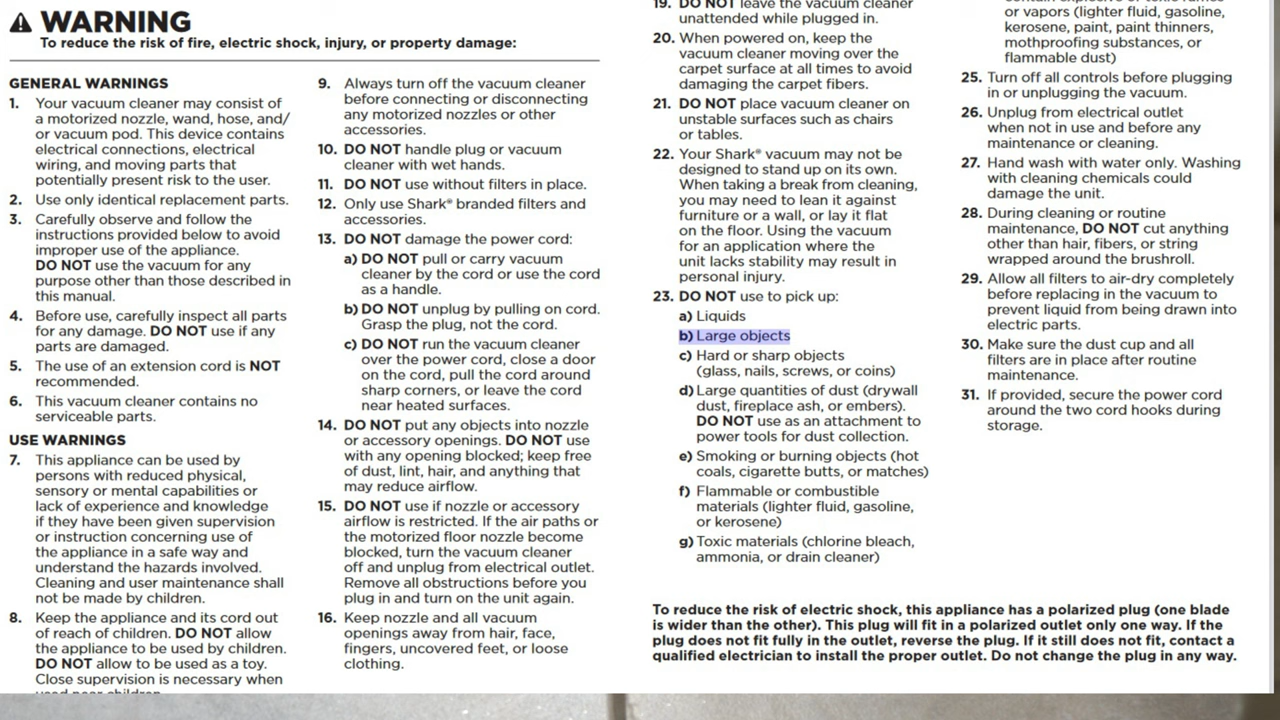 WARNING
To reduce the risk of fire, electric shock, injury, or property damage:
GENERAL WARNINGS
1. Your vacuum cleaner may consist of
a motorized nozzle, wand, hose, and/
or vacuum pod. This device contains
electrical connections, electrical
wiring, and moving parts that
potentially present risk to the user.
2. Use only identical replacement parts.
3. Carefully observe and follow the
instructions provided below to avoid
improper use of the appliance.
DO NOT use the vacuum for any
purpose other than those described in
this manual.
4. Before use, carefully inspect all parts
for any damage. DO NOT use if any
parts are damaged.
5. The use of an extension cord is NOT
recommended.
6. This vacuum cleaner contains no
serviceable parts.
USE WARNINGS
7. This appliance can be used by
persons with reduced physical,
sensory or mental capabilities or
lack of experience and knowledge
if they have been given supervision
or instruction concerning use of
the appliance in a safe way and
understand the hazards involved.
Cleaning and user maintenance shall
not be made by children.
8. Keep the appliance and its cord out
of reach of children. DO NOT allow
the appliance to be used by children.
DO NOT allow to be used as a toy.
Close supervision is necessary when
used near children.
9. Always turn off the vacuum cleaner
before connecting or disconnecting
any motorized nozzles or other
accessories.
10. DO NOT handle plug or vacuum
cleaner with wet hands.
11. DO NOT use without filters in place.
12. Only use Shark® branded filters and
accessories.
13. DO NOT damage the power cord:
a) DO NOT pull or carry vacuum
cleaner by the cord or use the cord
as a handle.
b) DO NOT unplug by pulling on cord.
Grasp the plug, not the cord.
c) DO NOT run the vacuum cleaner
over the power cord, close a door
on the cord, pull the cord around
sharp corners, or leave the cord
near heated surfaces.
14. DO NOT put any objects into nozzle
or accessory openings. DO NOT use
with any opening blocked; keep free
of dust, lint, hair, and anything that
may reduce airflow.
15. DO NOT use if nozzle or accessory
airflow is restricted. If the air paths or
the motorized floor nozzle become
blocked, turn the vacuum cleaner
off and unplug from electrical outlet.
Remove all obstructions before you
plug in and turn on the unit again.
16. Keep nozzle and all vacuum
openings away from hair, face,
fingers, uncovered feet, or loose
clothing.
19. DO NOT leave the vacuum cleaner
unattended while plugged in.
20. When powered on, keep the
vacuum cleaner moving over the
carpet surface at all times to avoid
damaging the carpet fibers.
21. DO NOT place vacuum cleaner on
unstable surfaces such as chairs
or tables.
22. Your Shark® vacuum may not be
designed to stand up on its own.
When taking a break from cleaning,
you may need to lean it against
furniture or a wall, or lay it flat
on the floor. Using the vacuum
for an application where the
unit lacks stability may result in
personal injury.
23. DO NOT use to pick up:
a) Liquids
b) Large objects
c) Hard or sharp objects
(glass, nails, screws, or coins)
d) Large quantities of dust (drywall
dust, fireplace ash, or embers).
DO NOT use as an attachment to
power tools for dust collection.
e) Smoking or burning objects (hot
coals, cigarette butts, or matches)
f) Flammable or combustible
materials (lighter fluid, gasoline,
or kerosene)
g) Toxic materials (chlorine bleach,
ammonia, or drain cleaner)
contain explosive or toxic fumes
or vapors (lighter fluid, gasoline,
kerosene, paint, paint thinners,
mothproofing substances, or
flammable dust)
25. Turn off all controls before plugging
in or unplugging the vacuum.
26. Unplug from electrical outlet
when not in use and before any
maintenance or cleaning.
27. Hand wash with water only. Washing
with cleaning chemicals could
damage the unit.
28. During cleaning or routine
maintenance, DO NOT cut anything
other than hair, fibers, or string
wrapped around the brushroll.
29. Allow all filters to air-dry completely
before replacing in the vacuum to
prevent liquid from being drawn into
electric parts.
30. Make sure the dust cup and all
filters are in place after routine
maintenance.
31. If provided, secure the power cord
around the two cord hooks during
storage.
To reduce the risk of electric shock, this appliance has a polarized plug (one blade
is wider than the other). This plug will fit in a polarized outlet only one way. If the
plug does not fit fully in the outlet, reverse the plug. If it still does not fit, contact a
qualified electrician to install the proper outlet. Do not change the plug in any way.